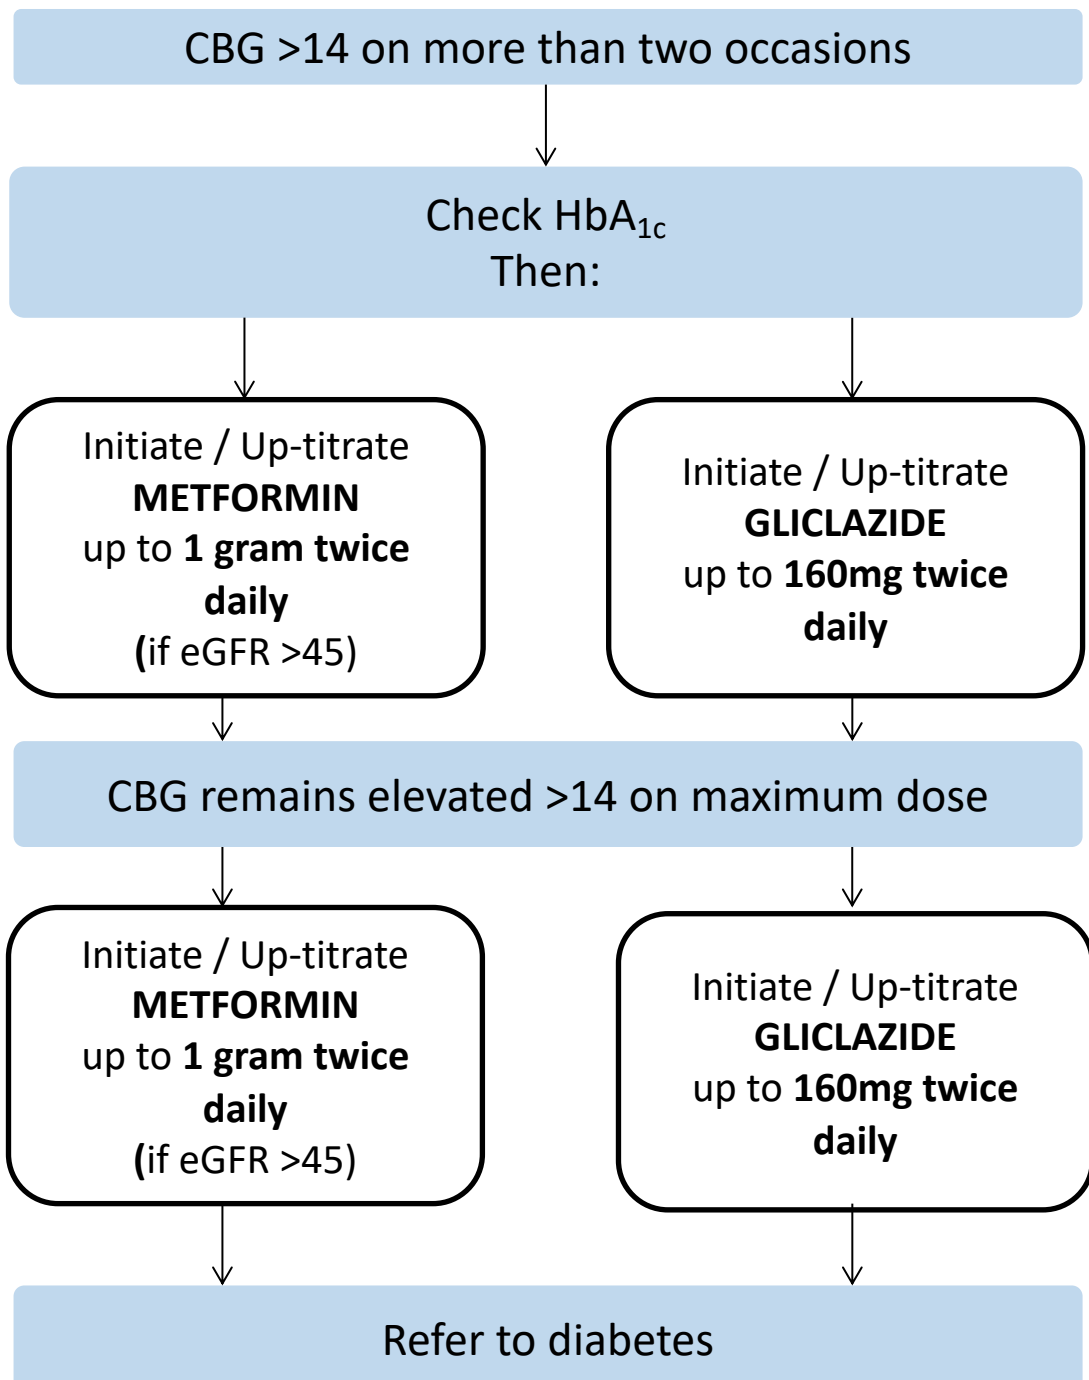 CBG >14 on more than two occasions
Check HbA1c
Then:
Initiate / Up-titrate
METFORMIN
up to 1 gram twice
daily
(if eGFR >45)
Initiate / Up-titrate
GLICLAZIDE
up to 160mg twice
daily
CBG remains elevated >14 on maximum dose
Initiate / Up-titrate
METFORMIN
up to 1 gram twice
daily
(if eGFR >45)
Initiate / Up-titrate
GLICLAZIDE
up to 160mg twice
daily
Refer to diabetes